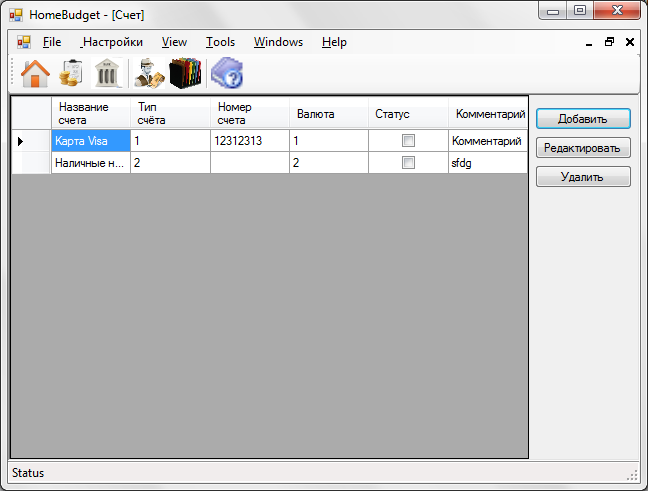 HomeBudget - [Счет]
File Настройки View Tools Windows Help
Название счета Тип счёта Номер счета Валюта Статус Комментарий
Карта Visa 1 12312313 1 Комментарий
Наличные н... 2 2 sfdg
Добавить
Редактировать
Удалить
Status